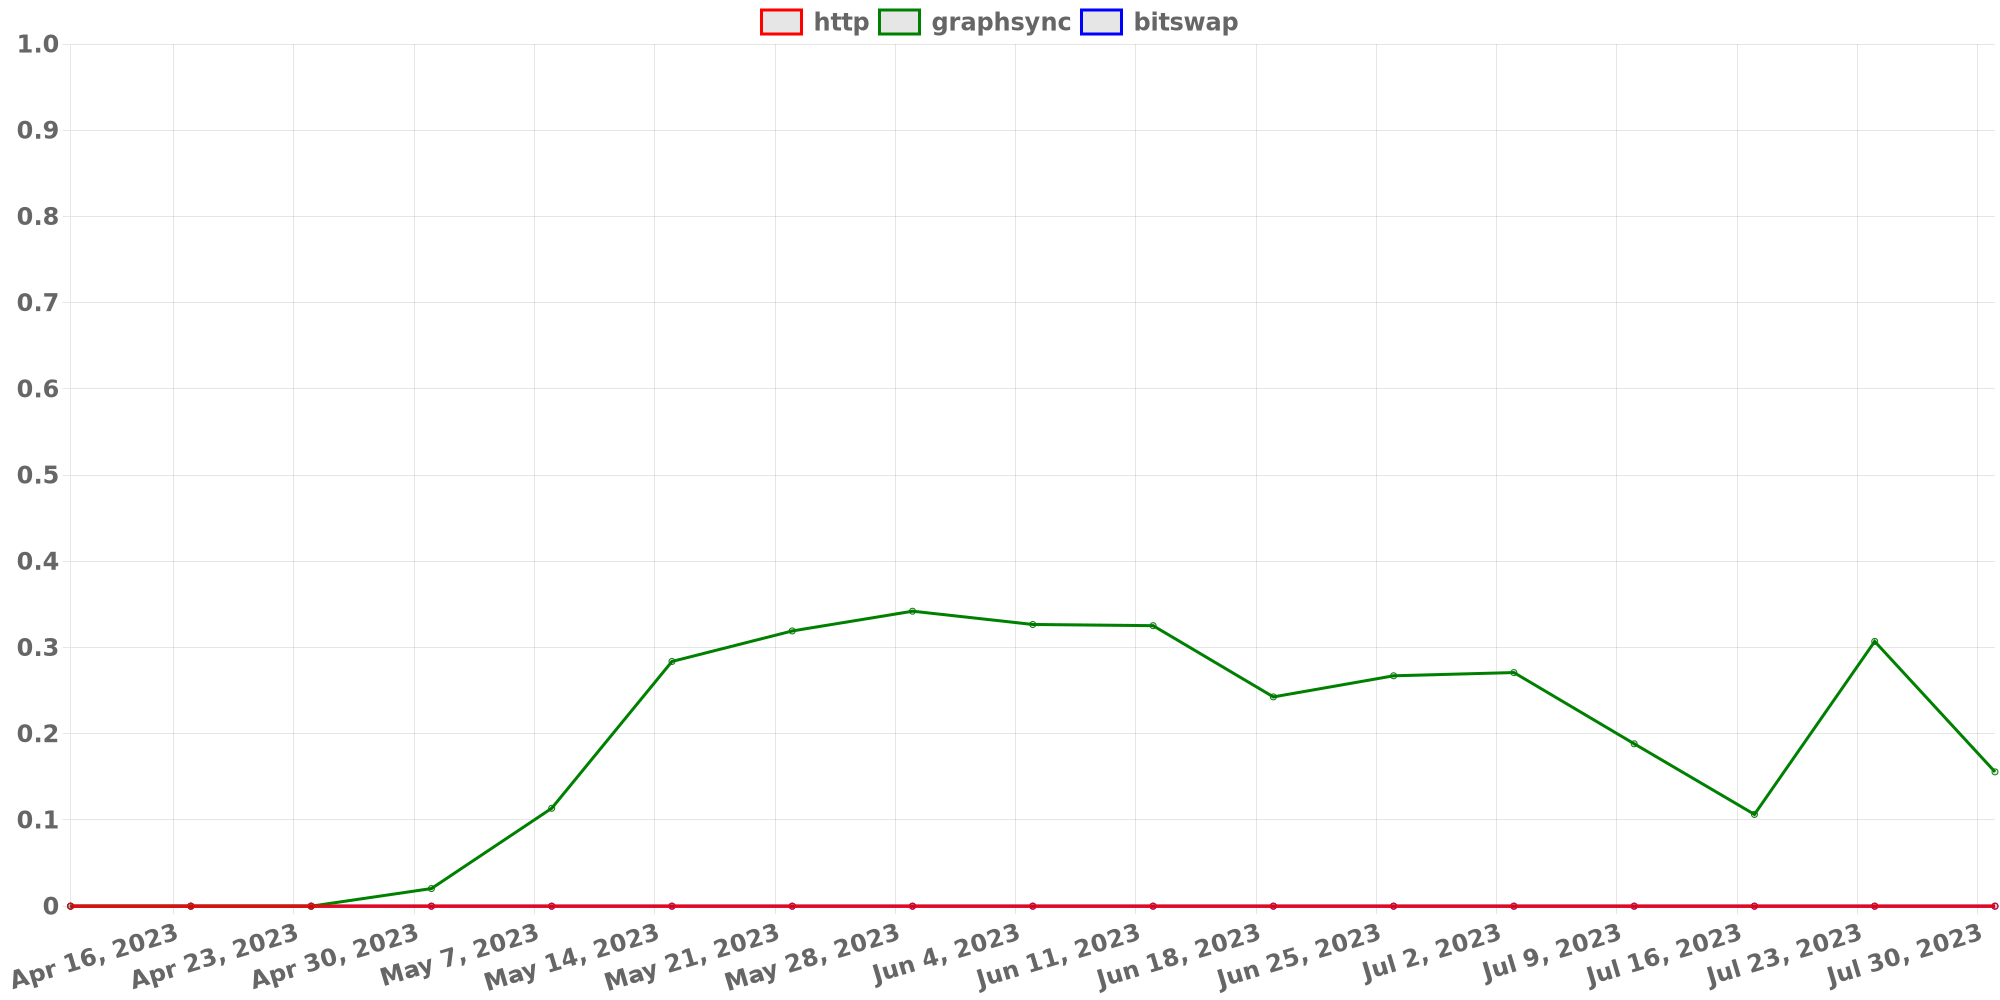 http graphsync bitswap
1.0
0.9
0.8
0.7
0.6
0.5
0.4
0.3
0.2
0.1
0
Apr 16, 2023
Apr 23, 2023
Apr 30, 2023
May 7, 2023
May 14, 2023
May 21, 2023
May 28, 2023
Jun 4, 2023
Jun 11, 2023
Jun 18, 2023
Jun 25, 2023
Jul 2, 2023
Jul 9, 2023
Jul 16, 2023
Jul 23, 2023
Jul 30, 2023